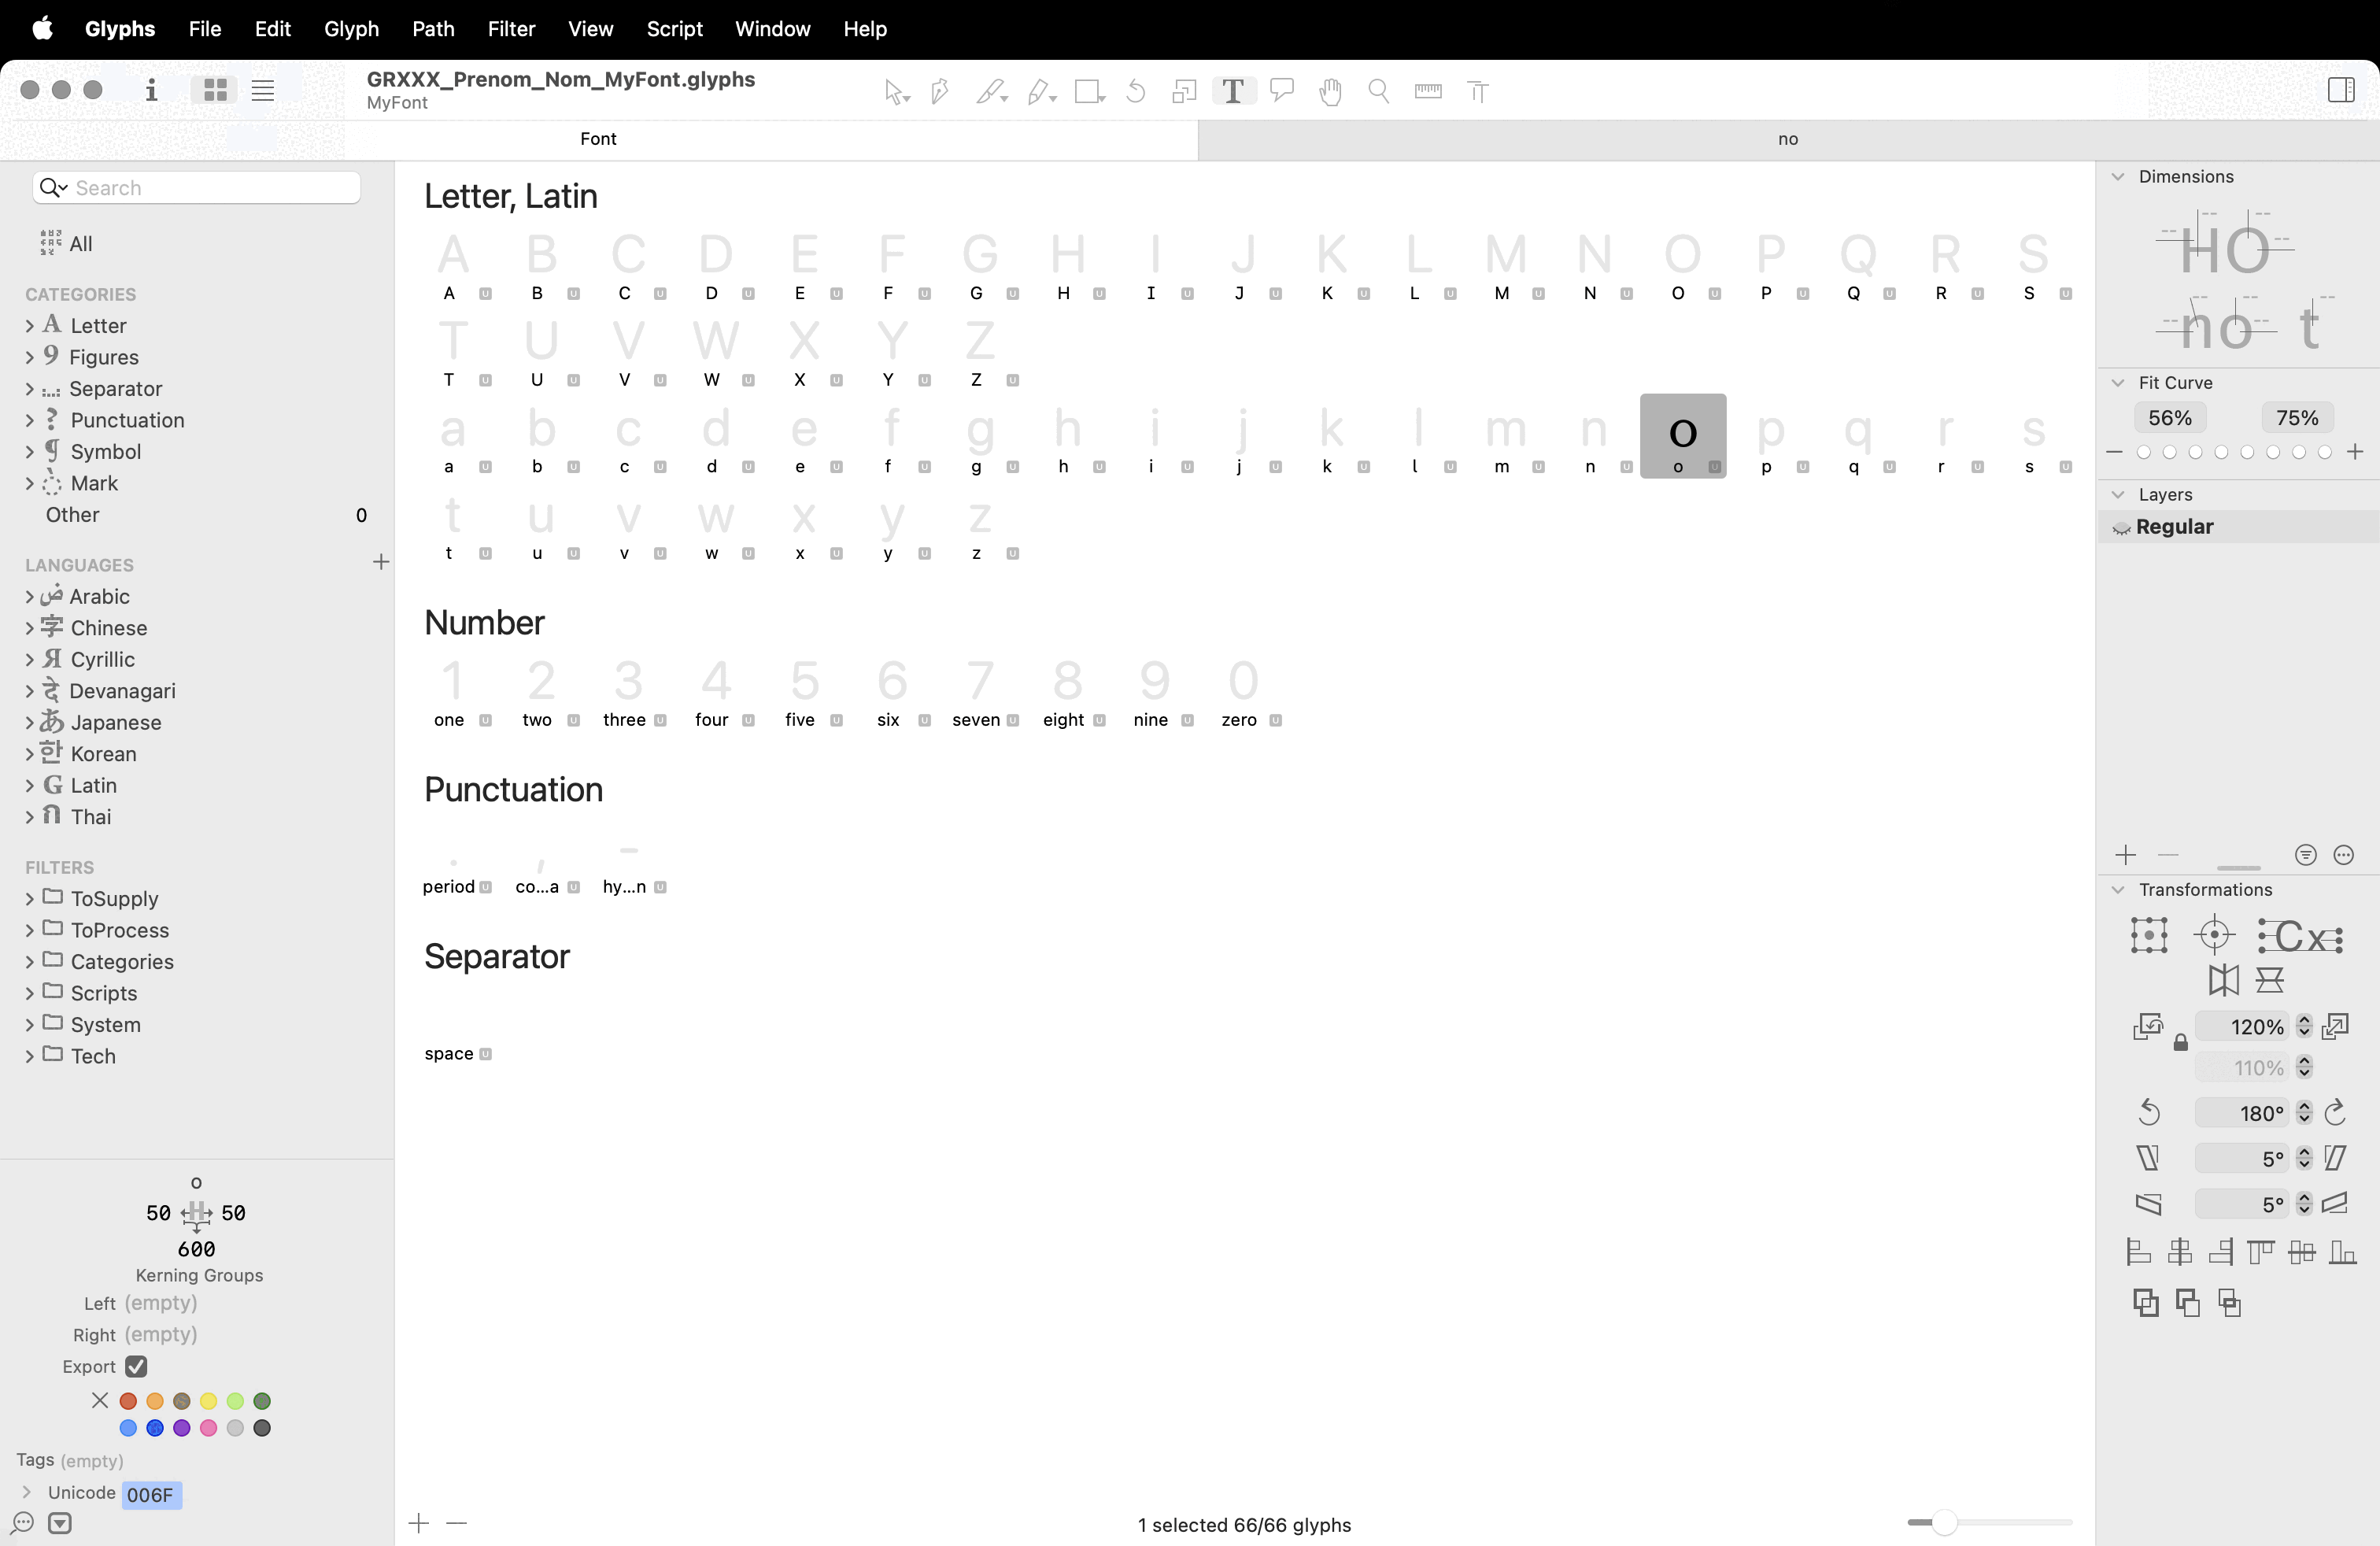 Glyphs File Edit Glyph Path Filter View Script Window Help
GRXXX_Prenom_Nom_MyFont.glyphs
MyFont
Font
no
Search
All
CATEGORIES
Letter
Figures
Separator
Punctuation
Symbol
Mark
Other 0
LANGUAGES
Arabic
Chinese
Cyrillic
Devanagari
Japanese
Korean
Latin
Thai
FILTERS
ToSupply
ToProcess
Categories
Scripts
System
Tech
o
50 H 50
600
Kerning Groups
Left (empty)
Right (empty)
Export
Tags (empty)
Unicode 006F
Letter, Latin
A B C D E F G H I J K L M N O P Q R S
A B C D E F G H I J K L M N O P Q R S
T U V W X Y Z
T U V W X Y Z
a b c d e f g h i j k l m n o p q r s
a b c d e f g h i j k l m n o p q r s
t u v w x y z
t u v w x y z
Number
1 2 3 4 5 6 7 8 9 0
one two three four five six seven eight nine zero
Punctuation
. , -
period co...a hy...n
Separator
space
1 selected 66/66 glyphs
Dimensions
HO
no t
Fit Curve
56% 75%
Layers
Regular
Transformations
Cx
120%
110%
180°
5°
5°